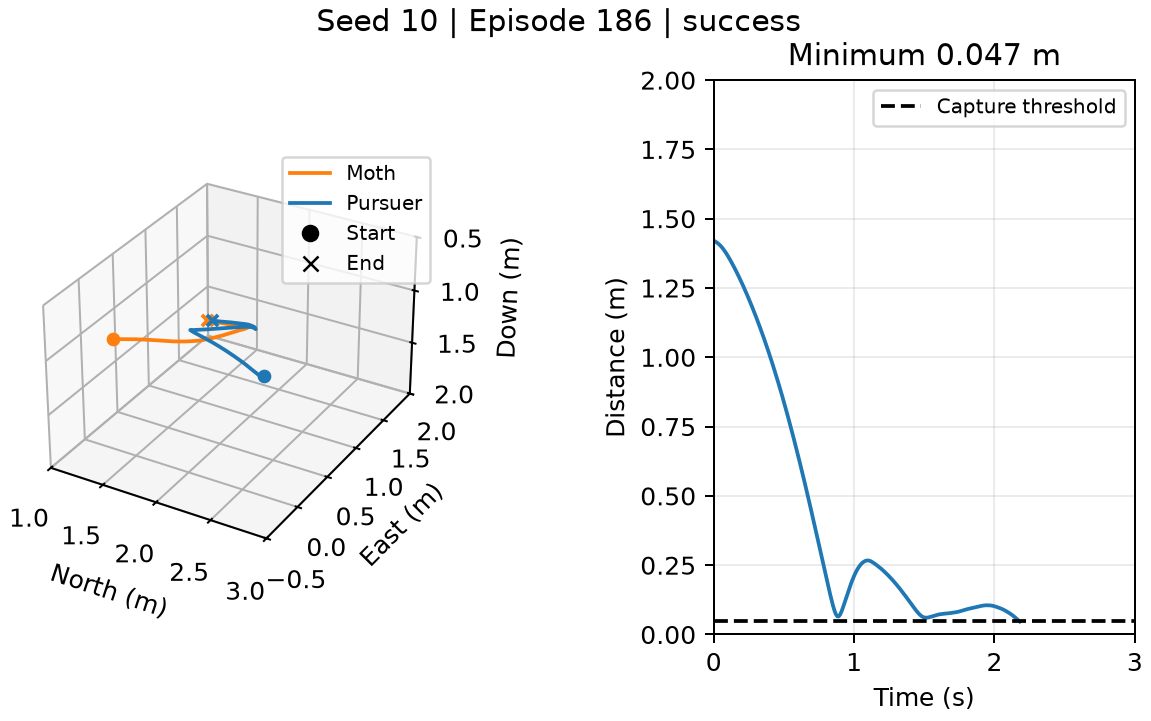 Seed 10 | Episode 186 | success
Moth
Pursuer
Start
End
0.5
1.0
1.5
2.0
Down (m)
2.0
1.5
1.0
0.5
0.0
−0.5
East (m)
1.0
1.5
2.0
2.5
3.0
North (m)
Minimum 0.047 m
Capture threshold
2.00
1.75
1.50
1.25
1.00
0.75
0.50
0.25
0.00
Distance (m)
0 1 2 3
Time (s)